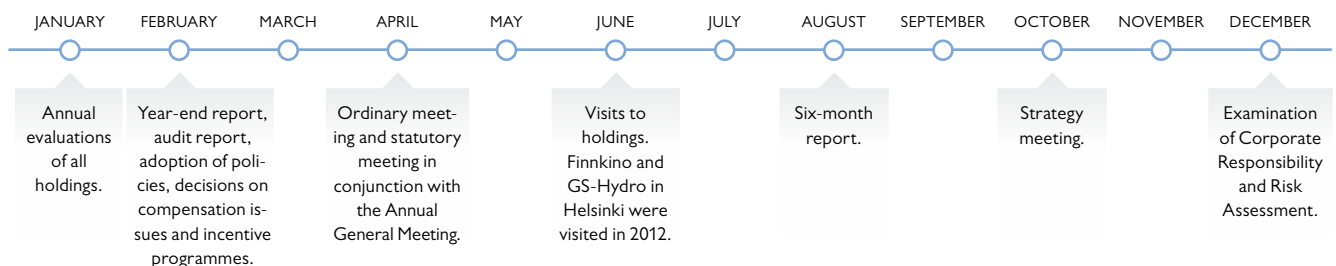 JANUARY FEBRUARY MARCH APRIL MAY JUNE JULY AUGUST SEPTEMBER OCTOBER NOVEMBER DECEMBER
Annual
evaluations
of all
holdings.
Year-end report,
audit report,
adoption of poli-
cies, decisions on
compensation is-
sues and incentive
programmes.
Ordinary meet-
ing and statutory
meeting in
conjunction with
the Annual
General Meeting.
Visits to
holdings.
Finnkino and
GS-Hydro in
Helsinki were
visited in 2012.
Six-month
report.
Strategy
meeting.
Examination
of Corporate
Responsibility
and Risk
Assessment.